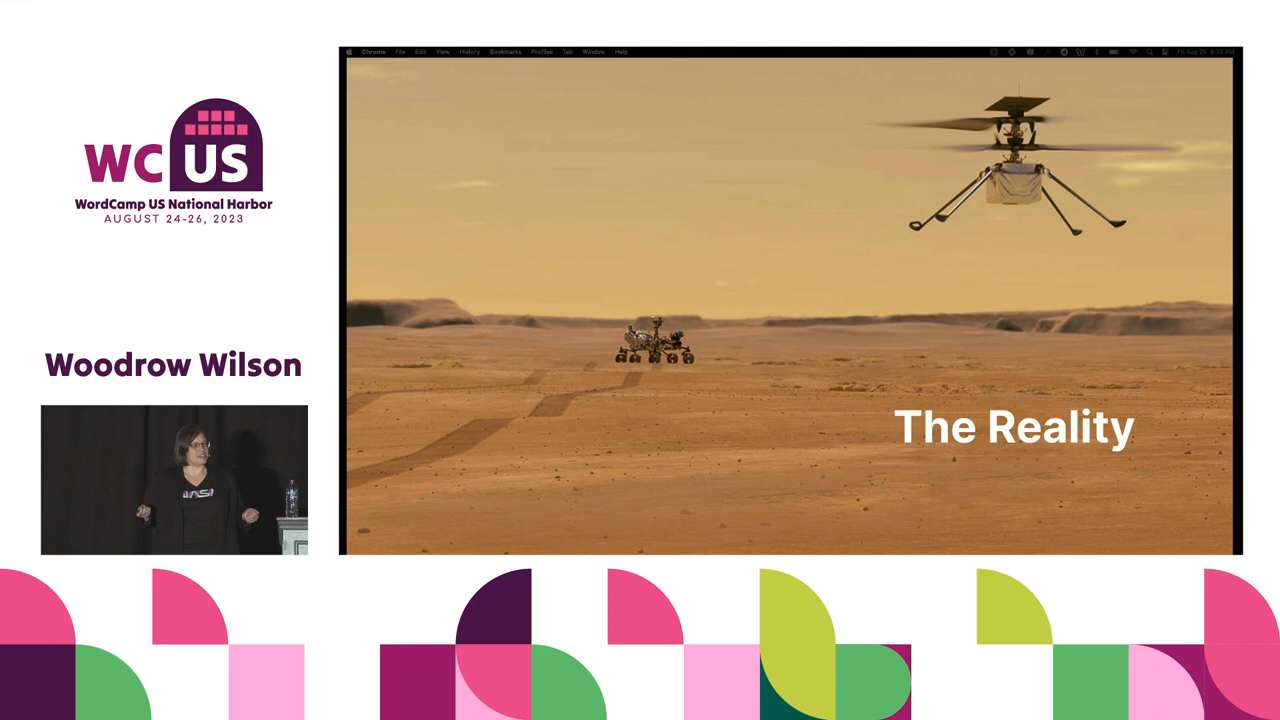 WC US
WordCamp US National Harbor
AUGUST 24-26, 2023
Woodrow Wilson
NASA
Chrome File Edit View History Bookmarks Profiles Tab Window Help
The Reality